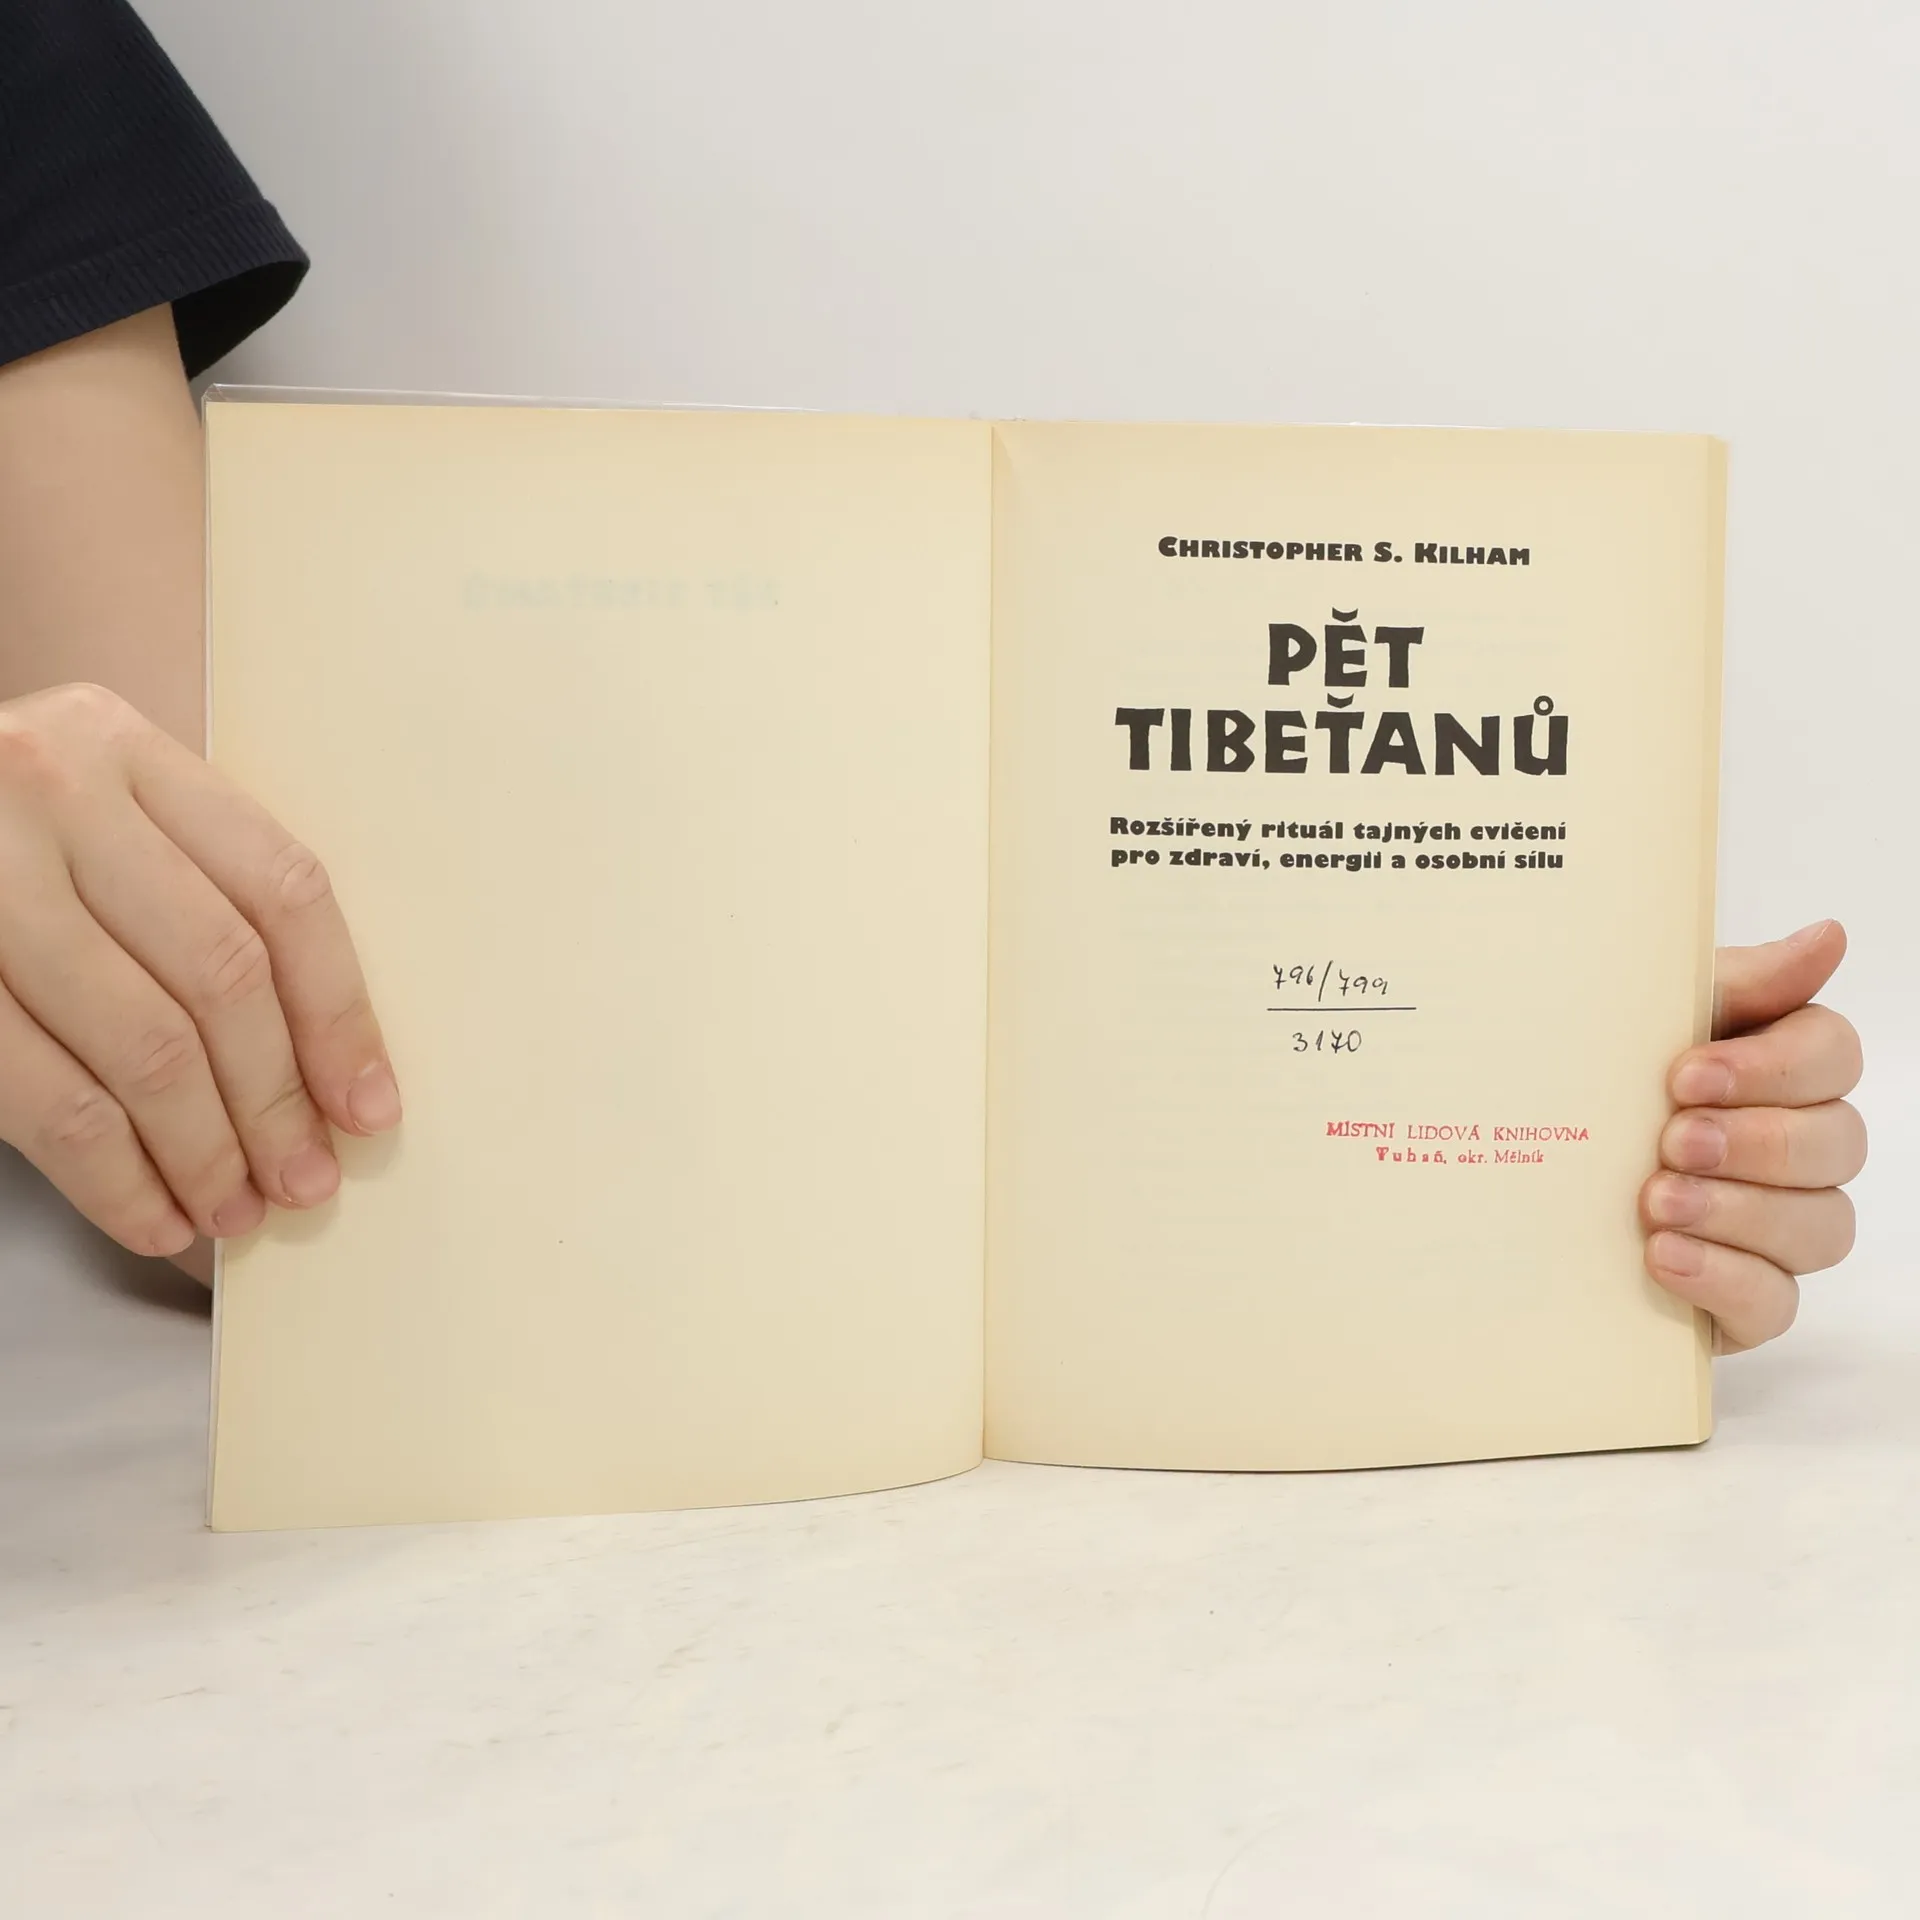 CHRISTOPHER S. KILHAM
PĚT
TIBEŤANŮ
Rozšířený rituál tajných cvičení
pro zdraví, energii a osobní sílu
796/799
3170
MÍSTNÍ LIDOVÁ KNIHOVNA
Tuhaň, okr. Mělník